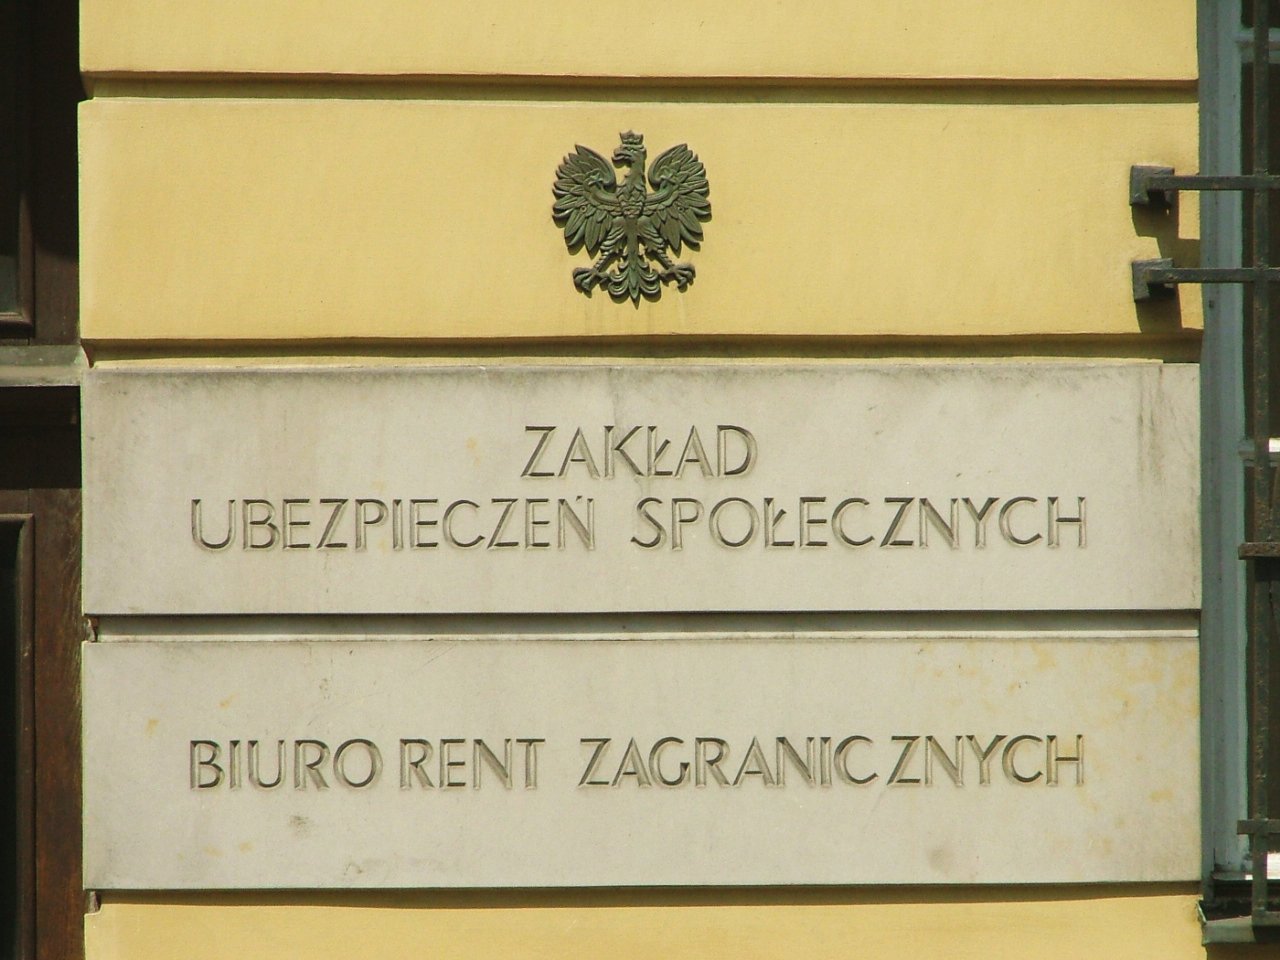 ZAKŁAD
UBEZPIECZEŃ SPOŁECZNYCH
BIURO RENT ZAGRANICZNYCH